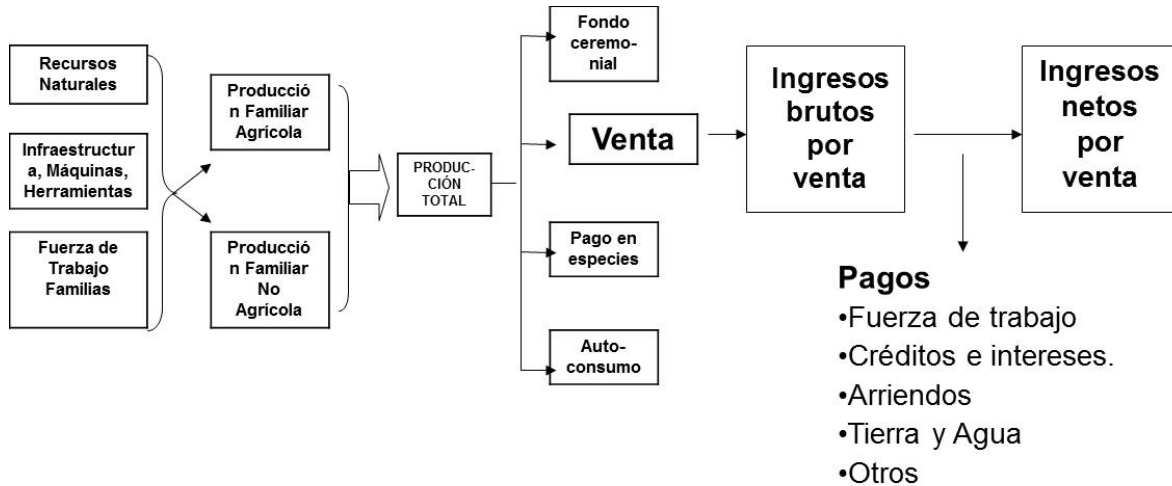 Recursos
Naturales
Infraestructur
a, Máquinas,
Herramientas
Fuerza de
Trabajo
Familias
Producció
n Familiar
Agrícola
Producció
n Familiar
No
Agrícola
PRODUC-
CIÓN
TOTAL
Fondo
ceremo-
nial
Venta
Pago en
especies
Auto-
consumo
Ingresos
brutos
por
venta
Ingresos
netos
por
venta
Pagos
•Fuerza de trabajo
•Créditos e intereses.
•Arriendos
•Tierra y Agua
•Otros